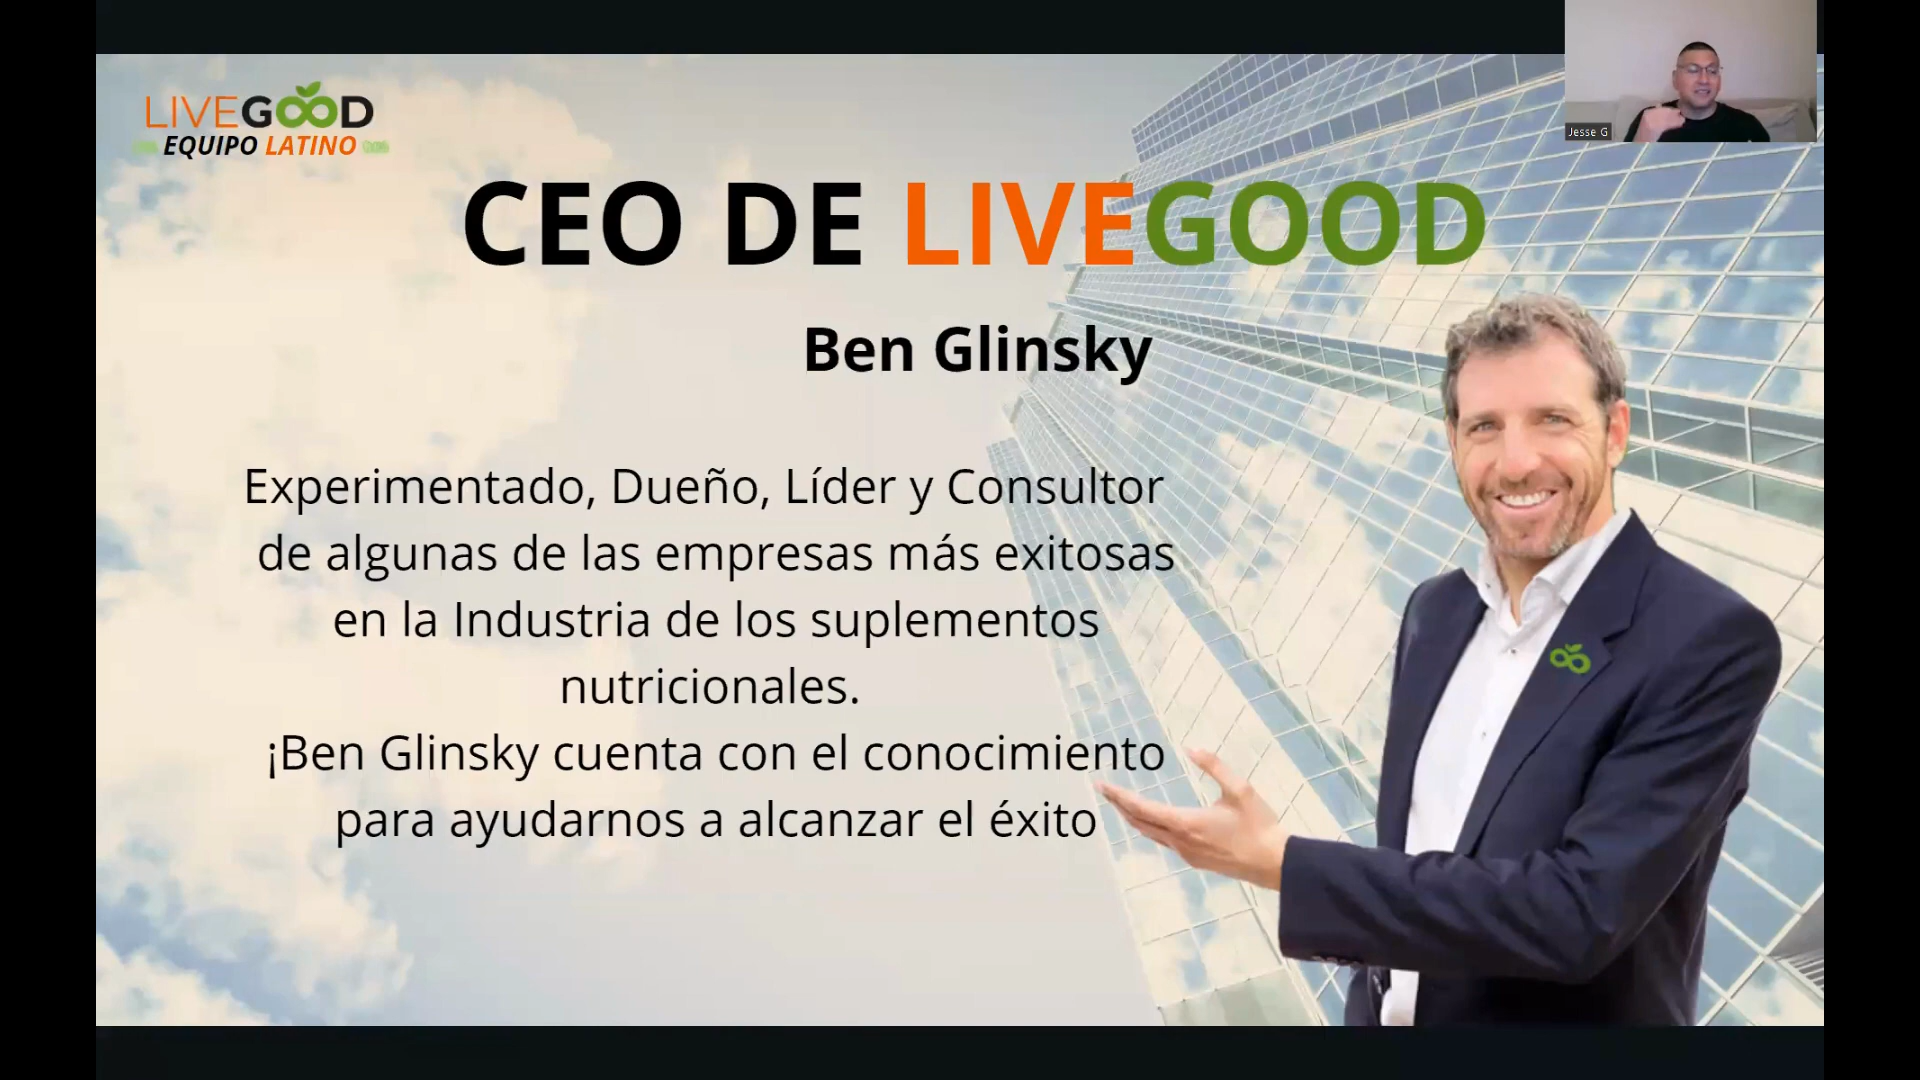 LIVEGOOD
EQUIPO LATINO
Jesse G
CEO DE LIVEGOOD
Ben Glinsky
Experimentado, Dueño, Líder y Consultor
de algunas de las empresas más exitosas
en la Industria de los suplementos
nutricionales.
¡Ben Glinsky cuenta con el conocimiento
para ayudarnos a alcanzar el éxito